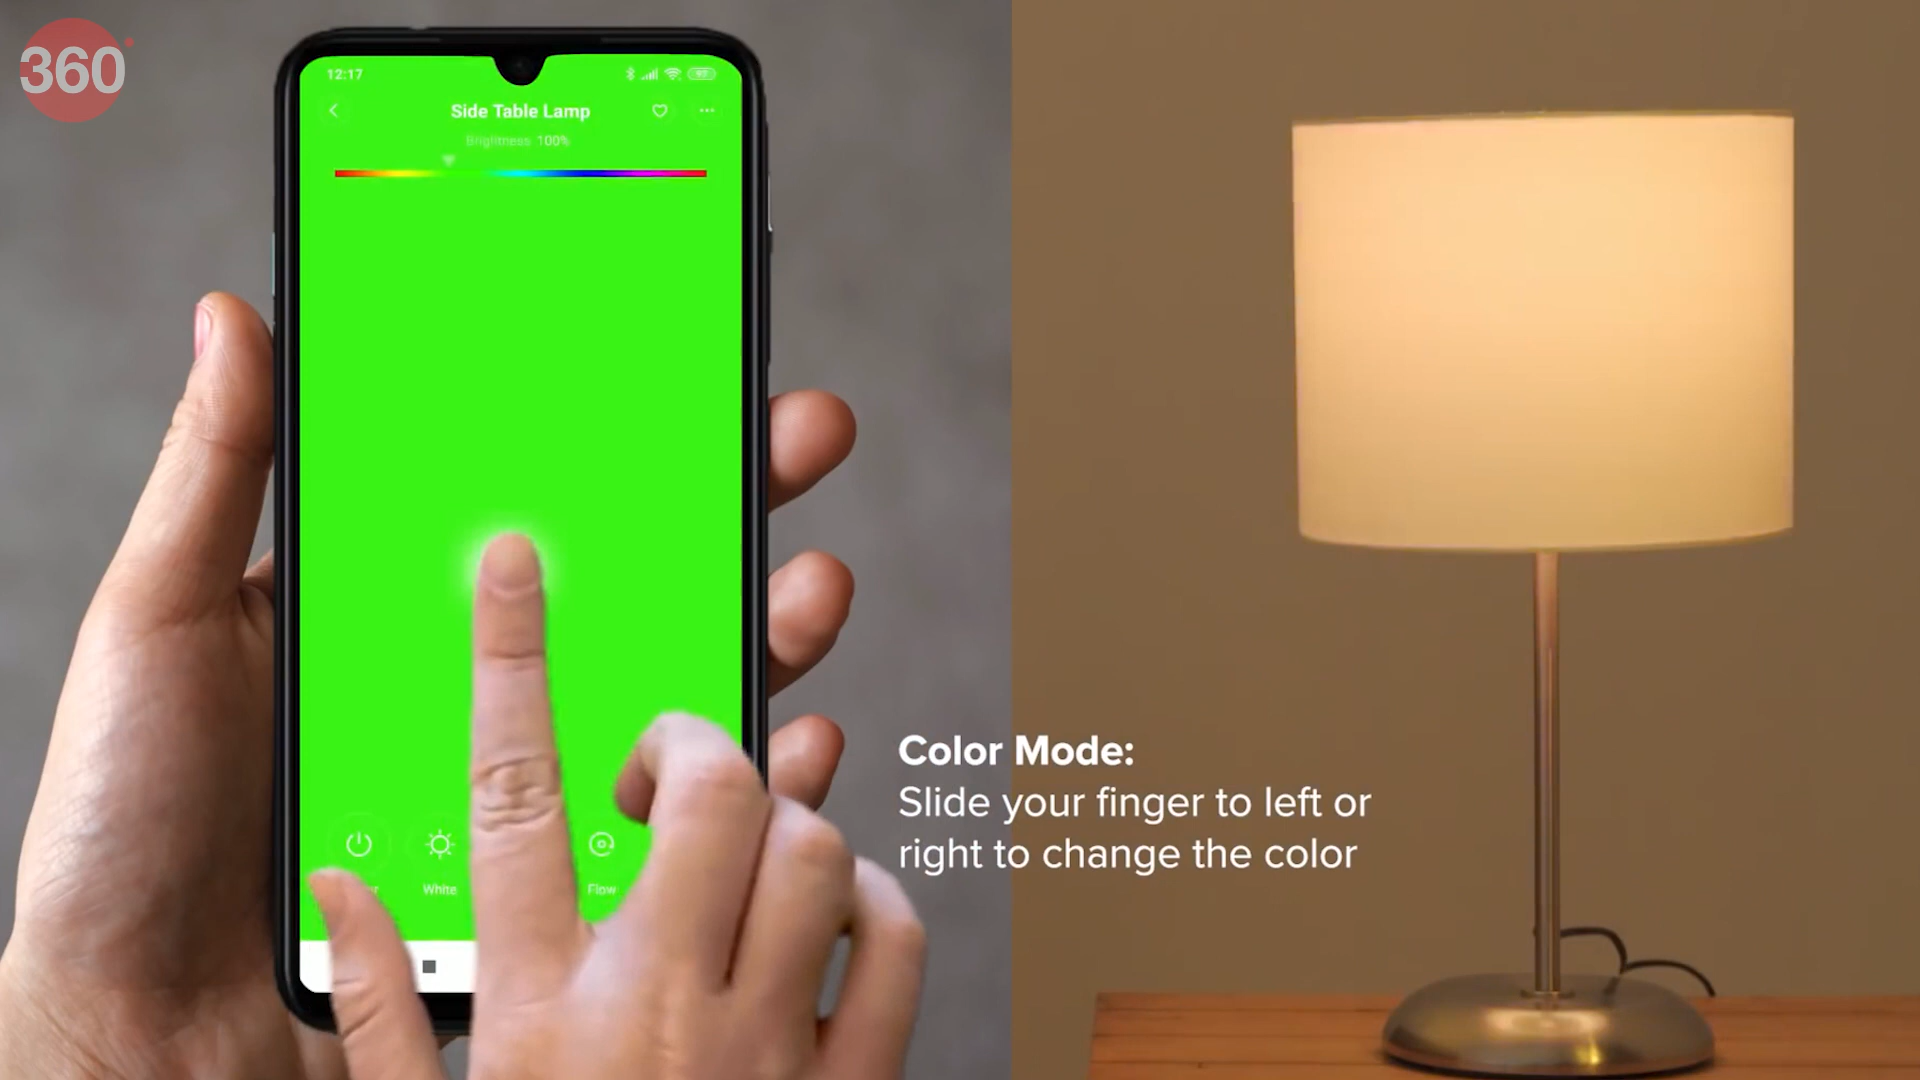 360
12:17
97
Side Table Lamp
Brightness 100%
White
Flow
Color Mode:
Slide your finger to left or
right to change the color